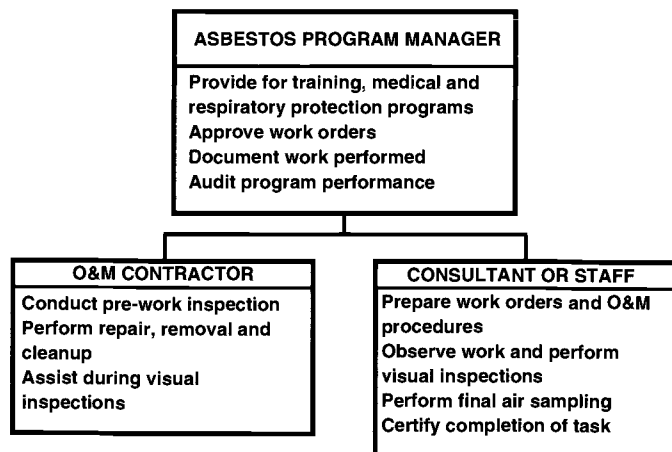 ASBESTOS PROGRAM MANAGER
Provide for training, medical and
respiratory protection programs
Approve work orders
Document work performed
Audit program performance
O&M CONTRACTOR
Conduct pre-work inspection
Perform repair, removal and
cleanup
Assist during visual
inspections
CONSULTANT OR STAFF
Prepare work orders and O&M
procedures
Observe work and perform
visual inspections
Perform final air sampling
Certify completion of task